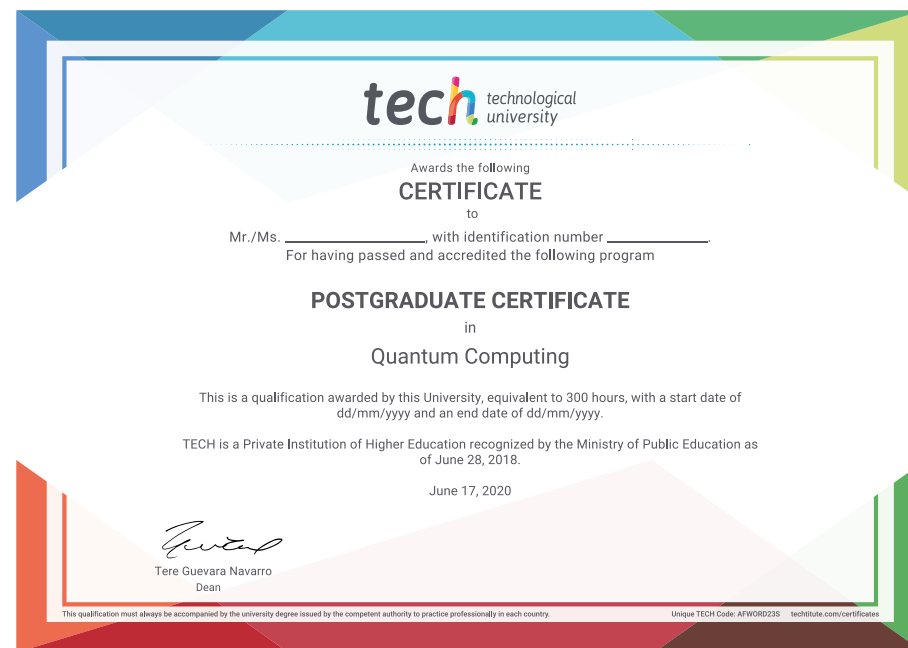 tech technological
university
Awards the following
CERTIFICATE
to
Mr./Ms. ____________________, with identification number __________________.
For having passed and accredited the following program
POSTGRADUATE CERTIFICATE
in
Quantum Computing
This is a qualification awarded by this University, equivalent to 300 hours, with a start date of
dd/mm/yyyy and an end date of dd/mm/yyyy.
TECH is a Private Institution of Higher Education recognized by the Ministry of Public Education as
of June 28, 2018.
June 17, 2020
Tere Guevara Navarro
Dean
This qualification must always be accompanied by the university degree issued by the competent authority to practice professionally in each country. Unique TECH Code: AFWORD23S techtitute.com/certificates